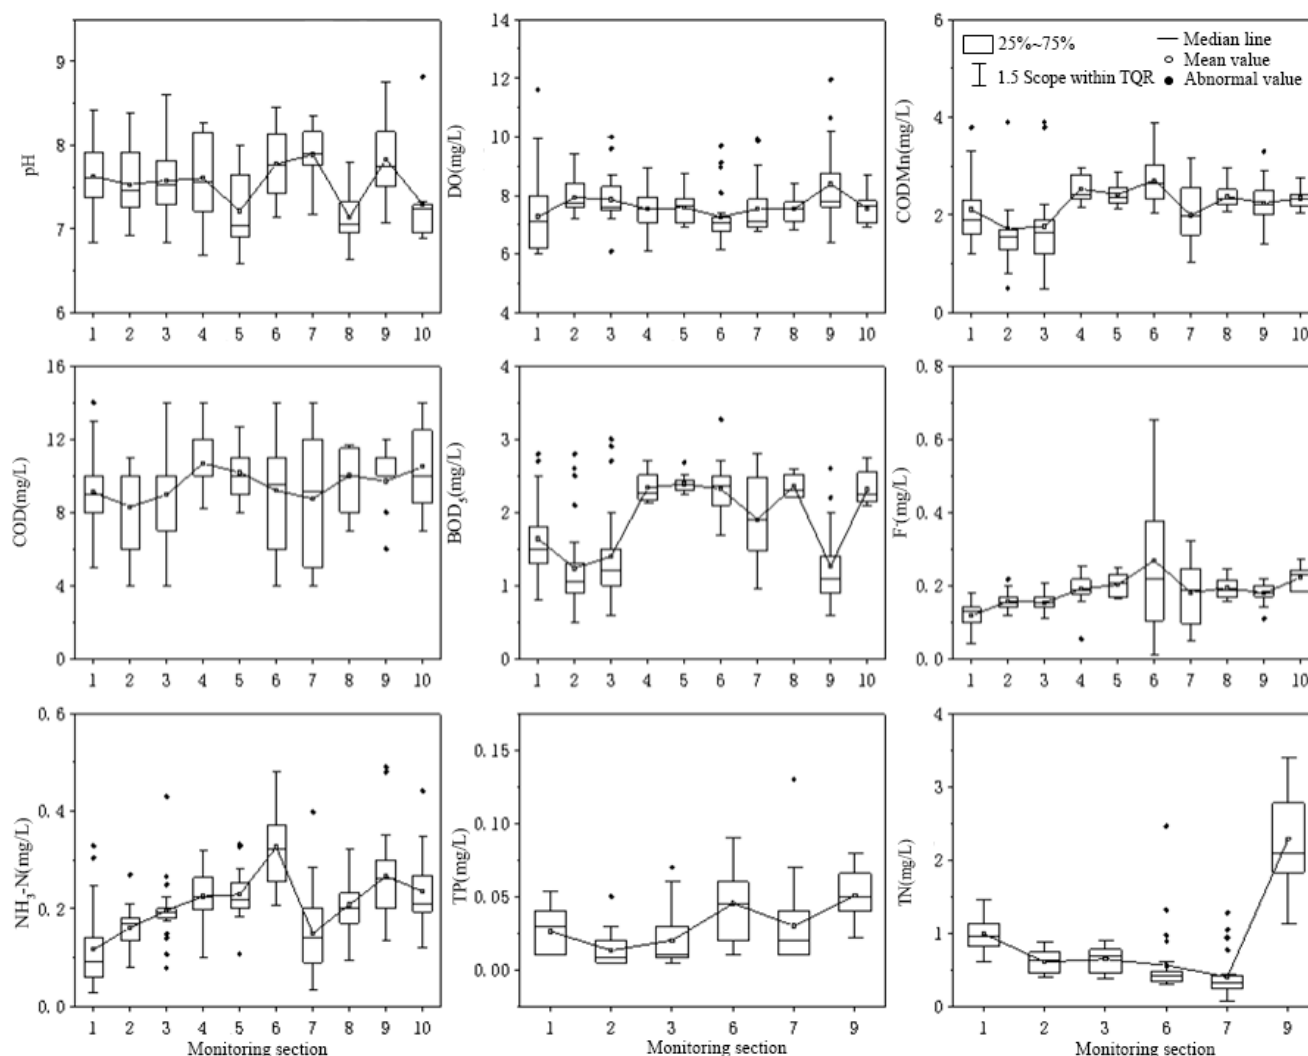 pH
9
8
7
6
1 2 3 4 5 6 7 8 9 10
DO(mg/L)
14
12
10
8
6
4
1 2 3 4 5 6 7 8 9 10
CODMn(mg/L)
6
4
2
0
1 2 3 4 5 6 7 8 9 10
25%~75%
1.5 Scope within TQR
Median line
Mean value
Abnormal value
COD(mg/L)
16
12
8
4
0
1 2 3 4 5 6 7 8 9 10
BOD5(mg/L)
4
3
2
1
0
1 2 3 4 5 6 7 8 9 10
F-(mg/L)
0.8
0.6
0.4
0.2
0.0
1 2 3 4 5 6 7 8 9 10
NH3-N(mg/L)
0.6
0.4
0.2
0.0
1 2 3 4 5 6 7 8 9 10
Monitoring section
TP(mg/L)
0.15
0.10
0.05
0.00
1 2 3 6 7 9
Monitoring section
TN(mg/L)
4
3
2
1
0
1 2 3 6 7 9
Monitoring section